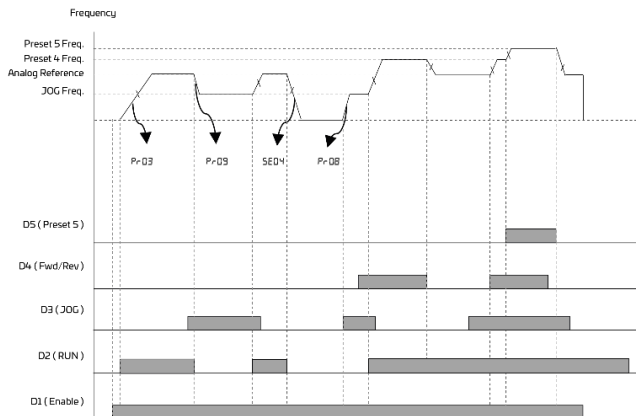 Frequency
Preset 5 Freq.
Preset 4 Freq.
Analog Reference
JOG Freq.
Pr03
Pr09
SE04
Pr08
D5 ( Preset 5 )
D4 ( Fwd/Rev)
D3 ( JOG )
D2 ( RUN)
D1 ( Enable )